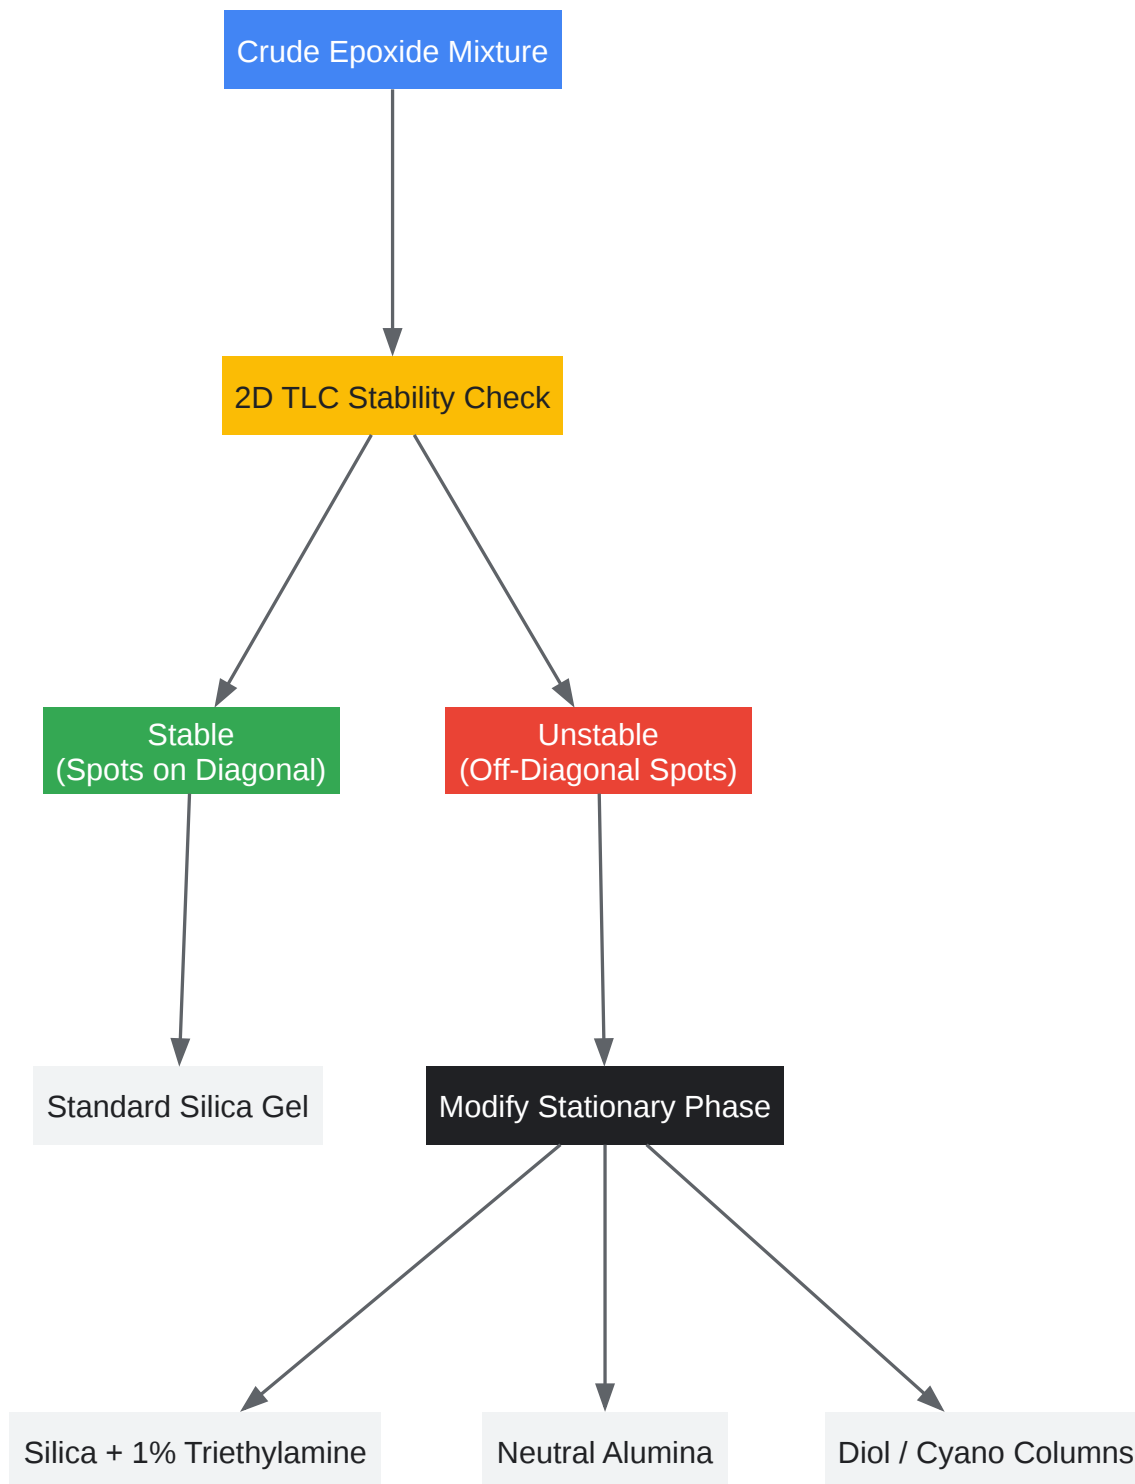 Crude Epoxide Mixture
2D TLC Stability Check
Stable
(Spots on Diagonal)
Unstable
(Off-Diagonal Spots)
Standard Silica Gel
Modify Stationary Phase
Silica + 1% Triethylamine
Neutral Alumina
Diol / Cyano Columns